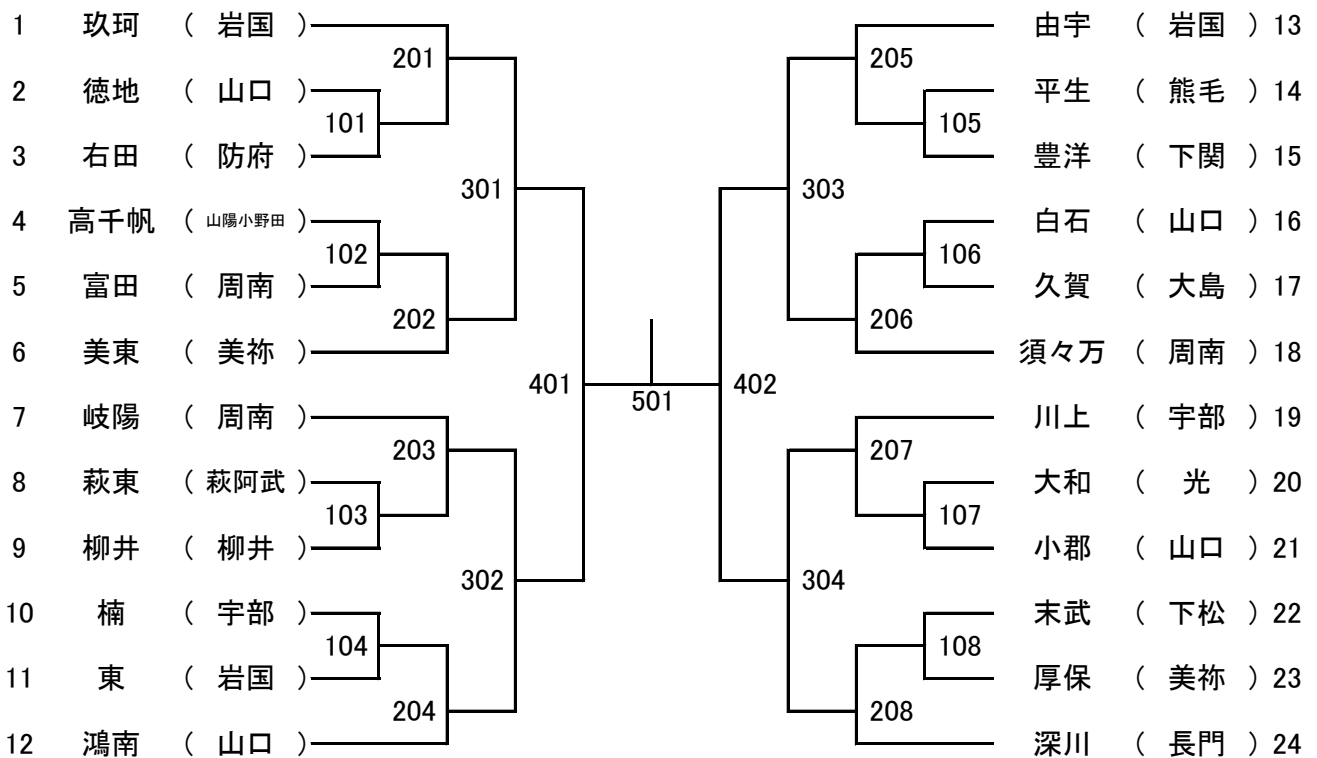 1 玖珂 ( 岩国 ) 由宇 ( 岩国 ) 13
201 205
2 徳地 ( 山口 ) 平生 ( 熊毛 ) 14
101 105
3 右田 ( 防府 ) 豊洋 ( 下関 ) 15
301 303
4 高千帆 ( 山陽小野田 ) 白石 ( 山口 ) 16
102 106
5 富田 ( 周南 ) 久賀 ( 大島 ) 17
202 206
6 美東 ( 美祢 ) 須々万 ( 周南 ) 18
401 402
501
7 岐陽 ( 周南 ) 川上 ( 宇部 ) 19
203 207
8 萩東 ( 萩阿武 ) 大和 ( 光 ) 20
103 107
9 柳井 ( 柳井 ) 小郡 ( 山口 ) 21
302 304
10 楠 ( 宇部 ) 末武 ( 下松 ) 22
104 108
11 東 ( 岩国 ) 厚保 ( 美祢 ) 23
204 208
12 鴻南 ( 山口 ) 深川 ( 長門 ) 24